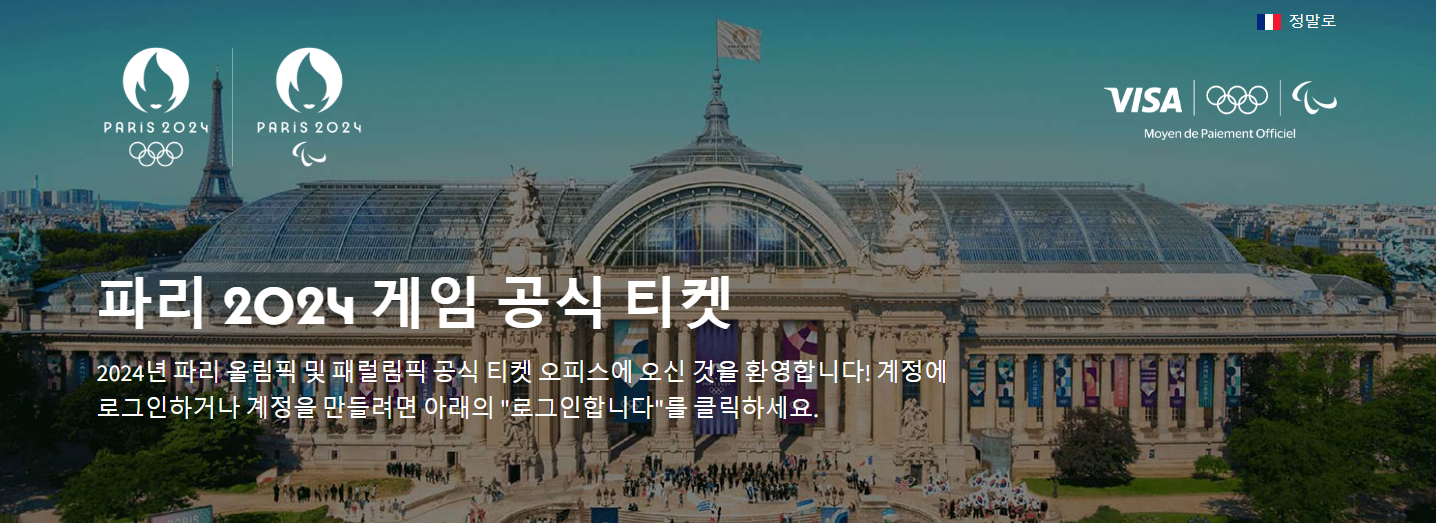 정말로
PARIS 2024
PARIS 2024
VISA
Moyen de Paiement Officiel
파리 2024 게임 공식 티켓
2024년 파리 올림픽 및 패럴림픽 공식 티켓 오피스에 오신 것을 환영합니다! 계정에
로그인하거나 계정을 만들려면 아래의 "로그인합니다"를 클릭하세요.